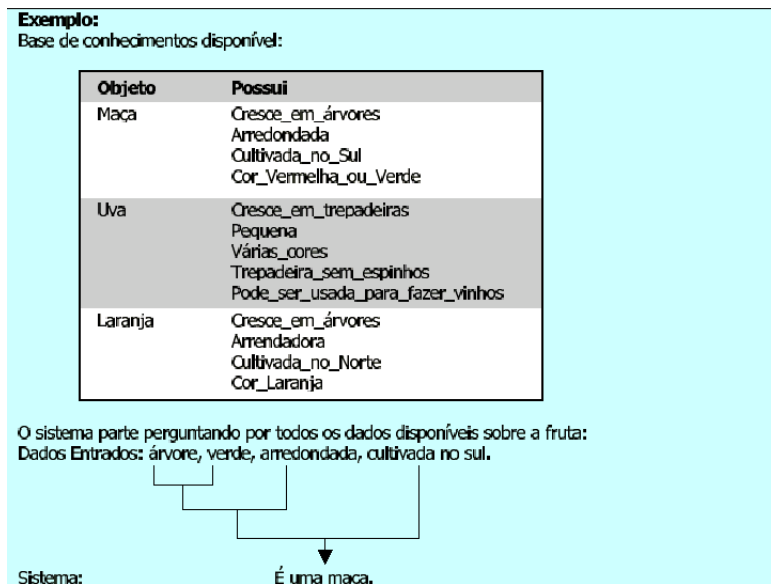 Exemplo:
Base de conhecimentos disponível:
Objeto Possui
Maça Cresce_em_árvores
Arredondada
Cultivada_no_Sul
Cor_Vermelha_ou_Verde
Uva Cresce_em_trepadeiras
Pequena
Várias_cores
Trepadeira_sem_espinhos
Pode_ser_usada_para_fazer_vinhos
Laranja Cresce_em_árvores
Arrendadora
Cultivada_no_Norte
Cor_Laranja
O sistema parte perguntando por todos os dados disponíveis sobre a fruta:
Dados Entrados: árvore, verde, arredondada, cultivada no sul.
Sistema: É uma maça.